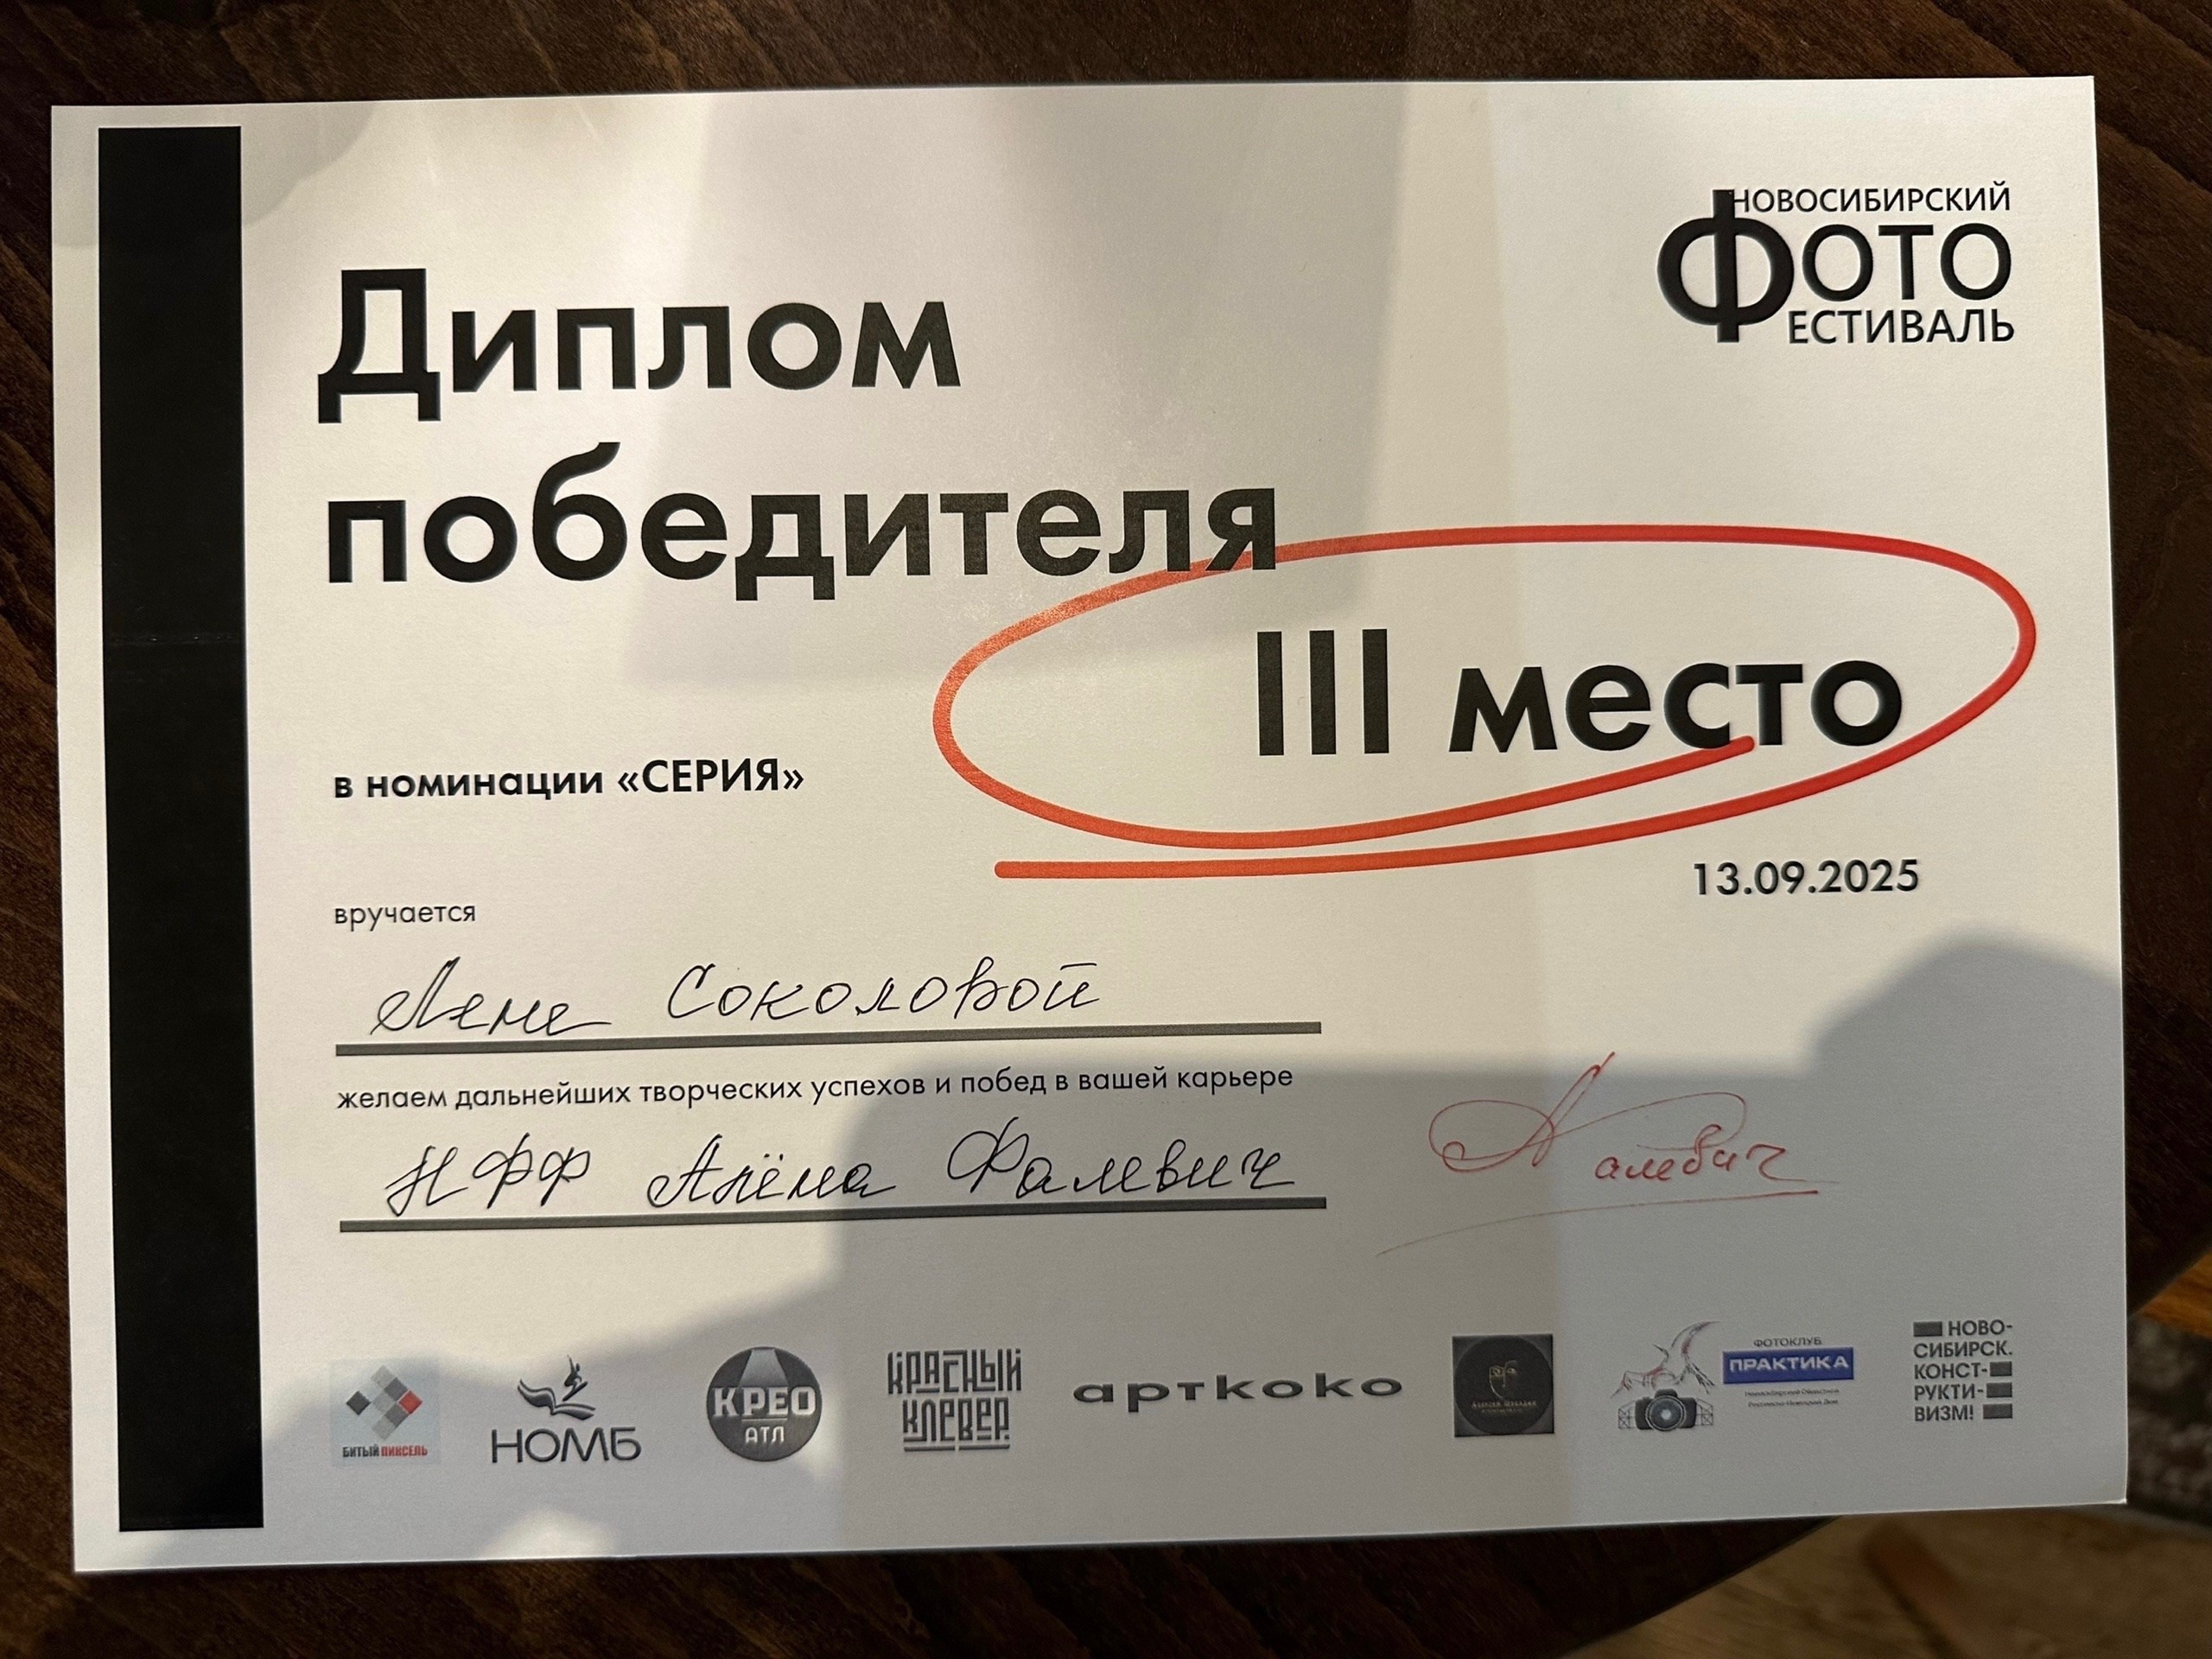 НОВОСИБИРСКИЙ
ФОТО
ФЕСТИВАЛЬ
Диплом
победителя
III место
в номинации «СЕРИЯ»
13.09.2025
вручается
Лене Соколовой
желаем дальнейших творческих успехов и побед в вашей карьере
НФФ Алёна Фалевич
Фалевич
БИТЫЙ ПИКСЕЛЬ
НОМБ
КРЕО
АТЛ
КРАСНЫЙ
КЛЕВЕР
арткоко
ФОТОКЛУБ
ПРАКТИКА
НОВО-
СИБИРСК.
КОНСТ-
РУКТИ-
ВИЗМ!